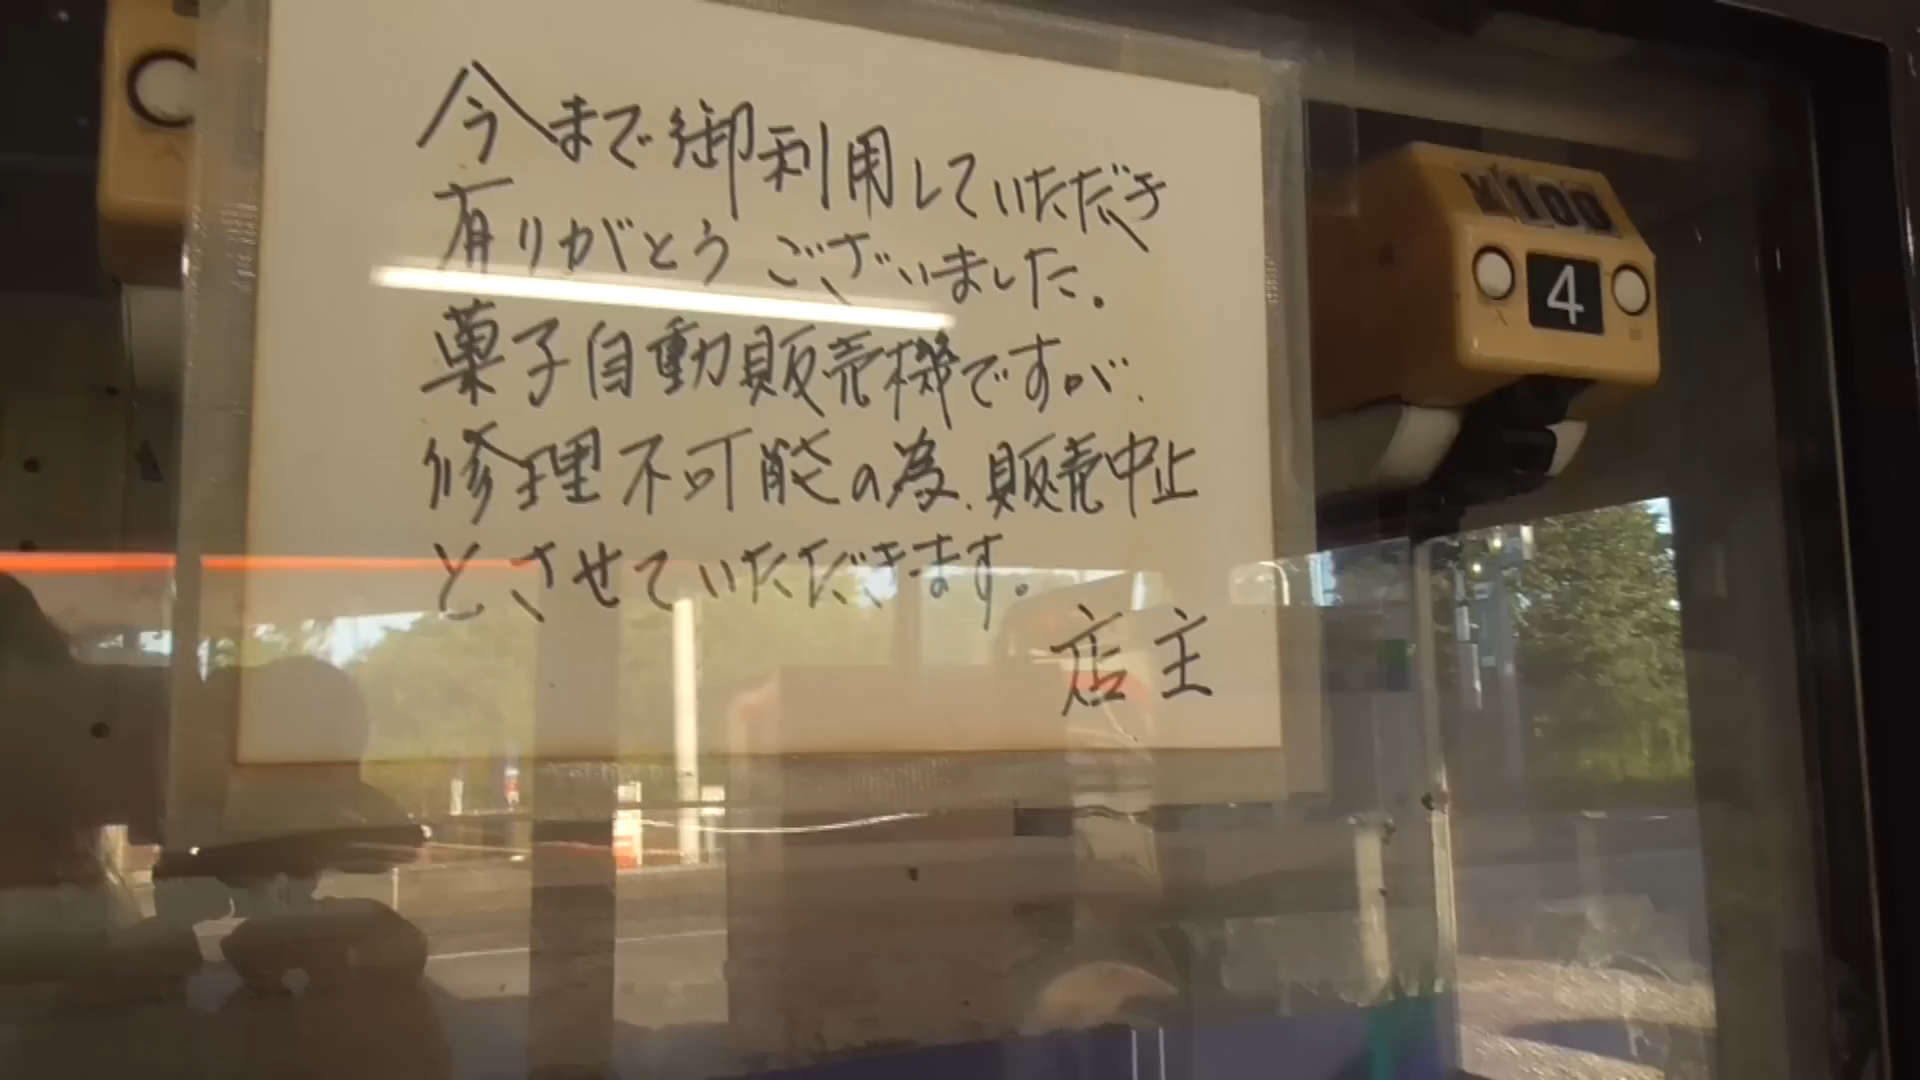 今まで御利用していただき
有りがとうございました。
菓子自動販売機ですが、
修理不可能の為、販売中止
とさせていただきます。
店主
100
4